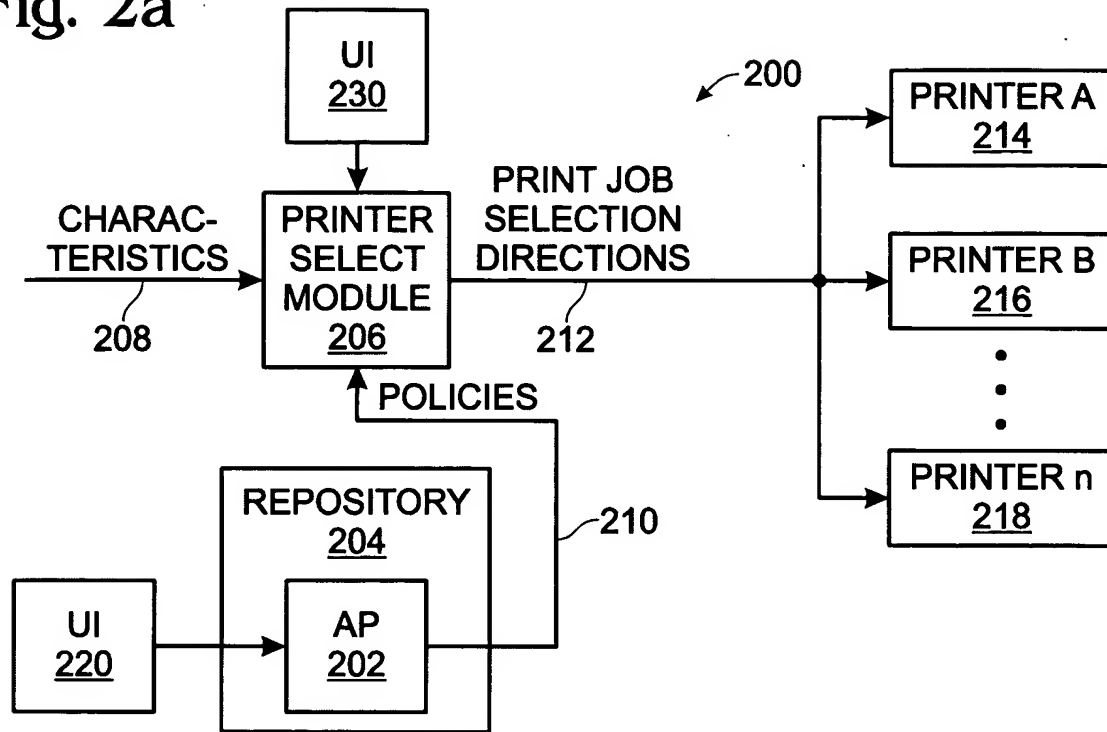 Fig. 2a
UI
230
200
PRINTER A
214
CHARAC-
TERISTICS
208
PRINTER
SELECT
MODULE
206
PRINT JOB
SELECTION
DIRECTIONS
212
PRINTER B
216
POLICIES
REPOSITORY
204
210
PRINTER n
218
UI
220
AP
202